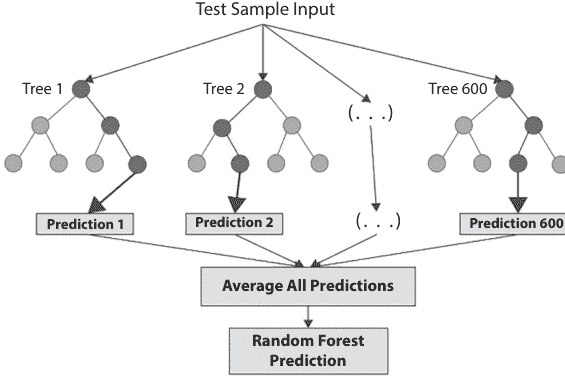 Test Sample Input
Tree 1
Tree 2
Tree 600
(. . .)
Prediction 1
Prediction 2
(. . .)
Prediction 600
Average All Predictions
Random Forest
Prediction